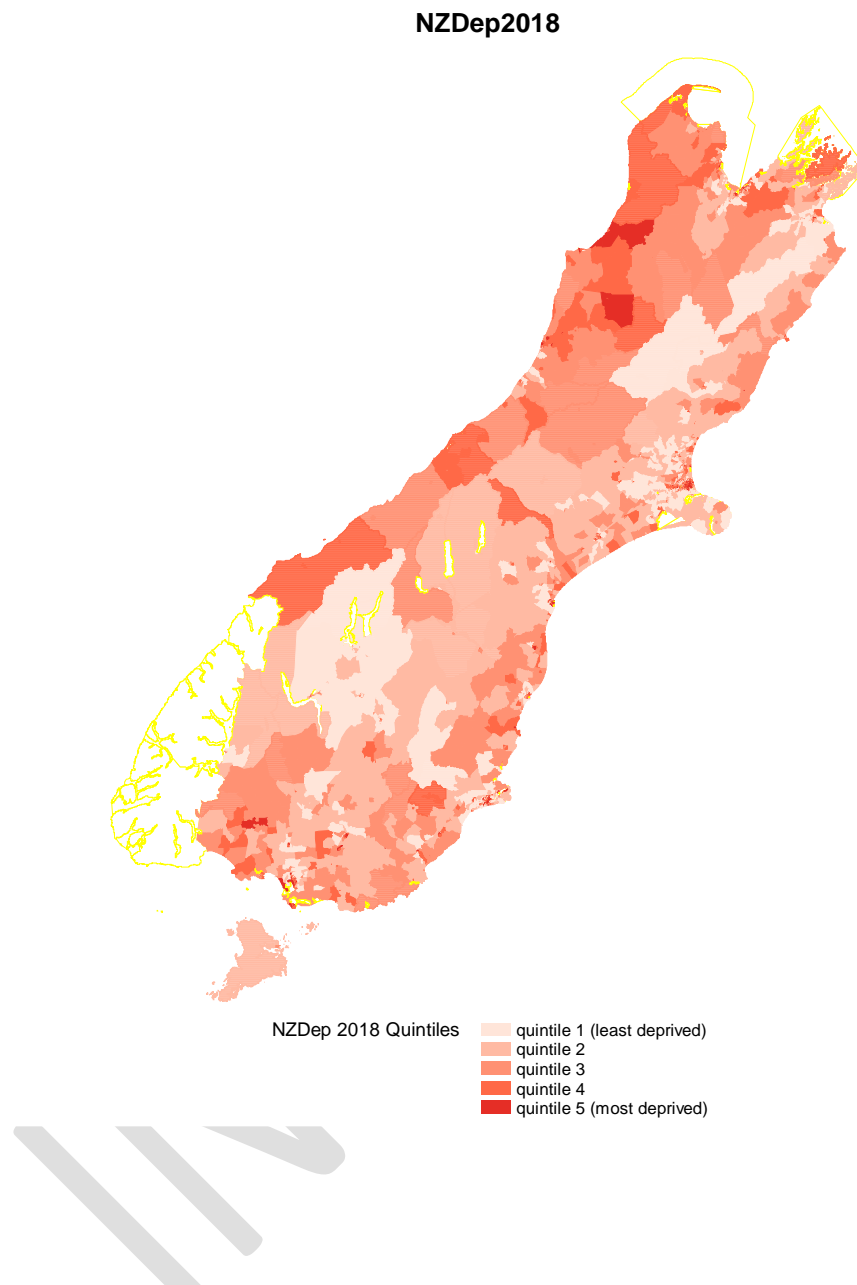 NZDep2018
NZDep 2018 Quintiles
quintile 1 (least deprived)
quintile 2
quintile 3
quintile 4
quintile 5 (most deprived)